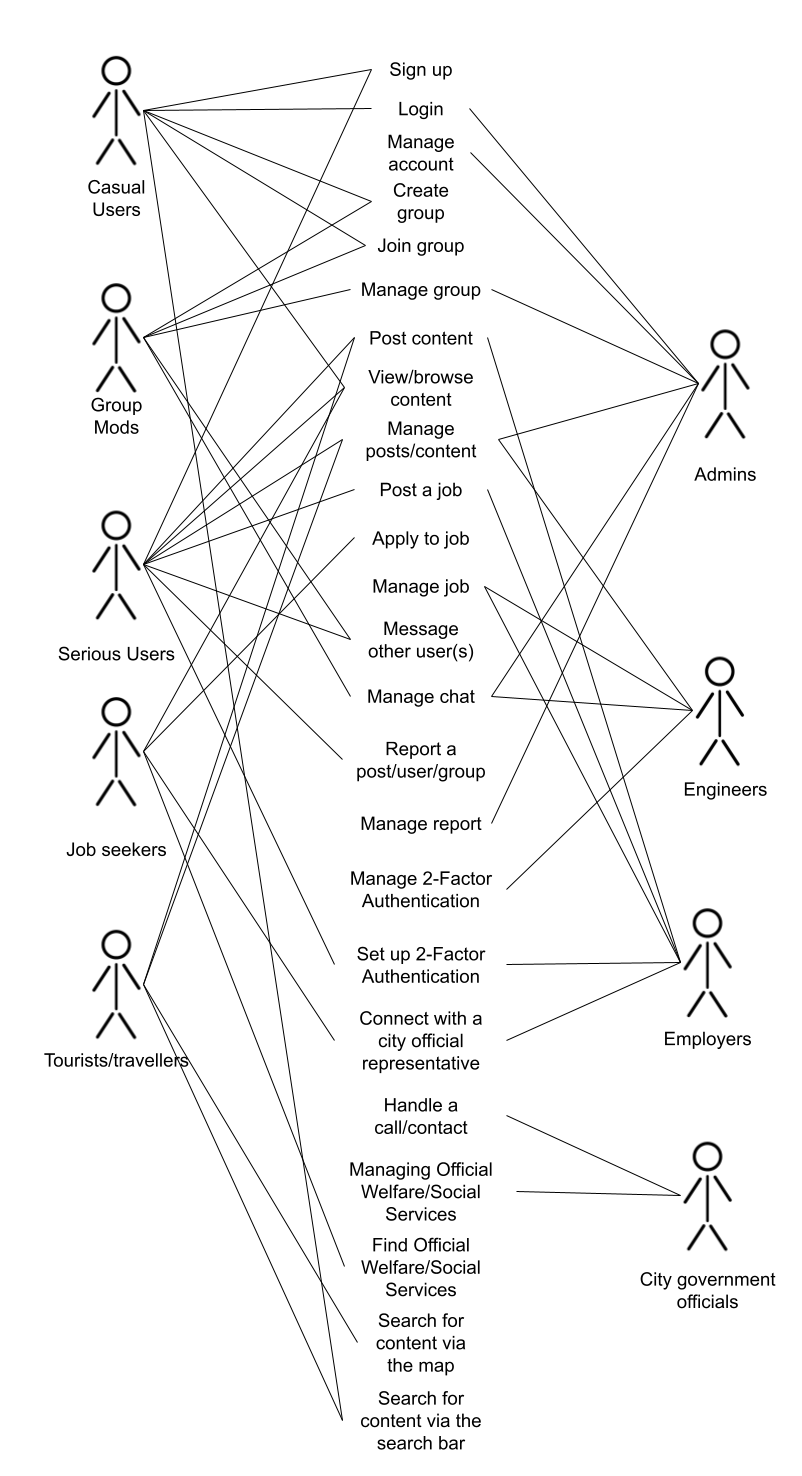 Casual
Users
Group
Mods
Serious Users
Job seekers
Tourists/travellers
Sign up
Login
Manage
account
Create
group
Join group
Manage group
Post content
View/browse
content
Manage
posts/content
Post a job
Apply to job
Manage job
Message
other user(s)
Manage chat
Report a
post/user/group
Manage report
Manage 2-Factor
Authentication
Set up 2-Factor
Authentication
Connect with a
city official
representative
Handle a
call/contact
Managing Official
Welfare/Social
Services
Find Official
Welfare/Social
Services
Search for
content via
the map
Search for
content via the
search bar
Admins
Engineers
Employers
City government
officials